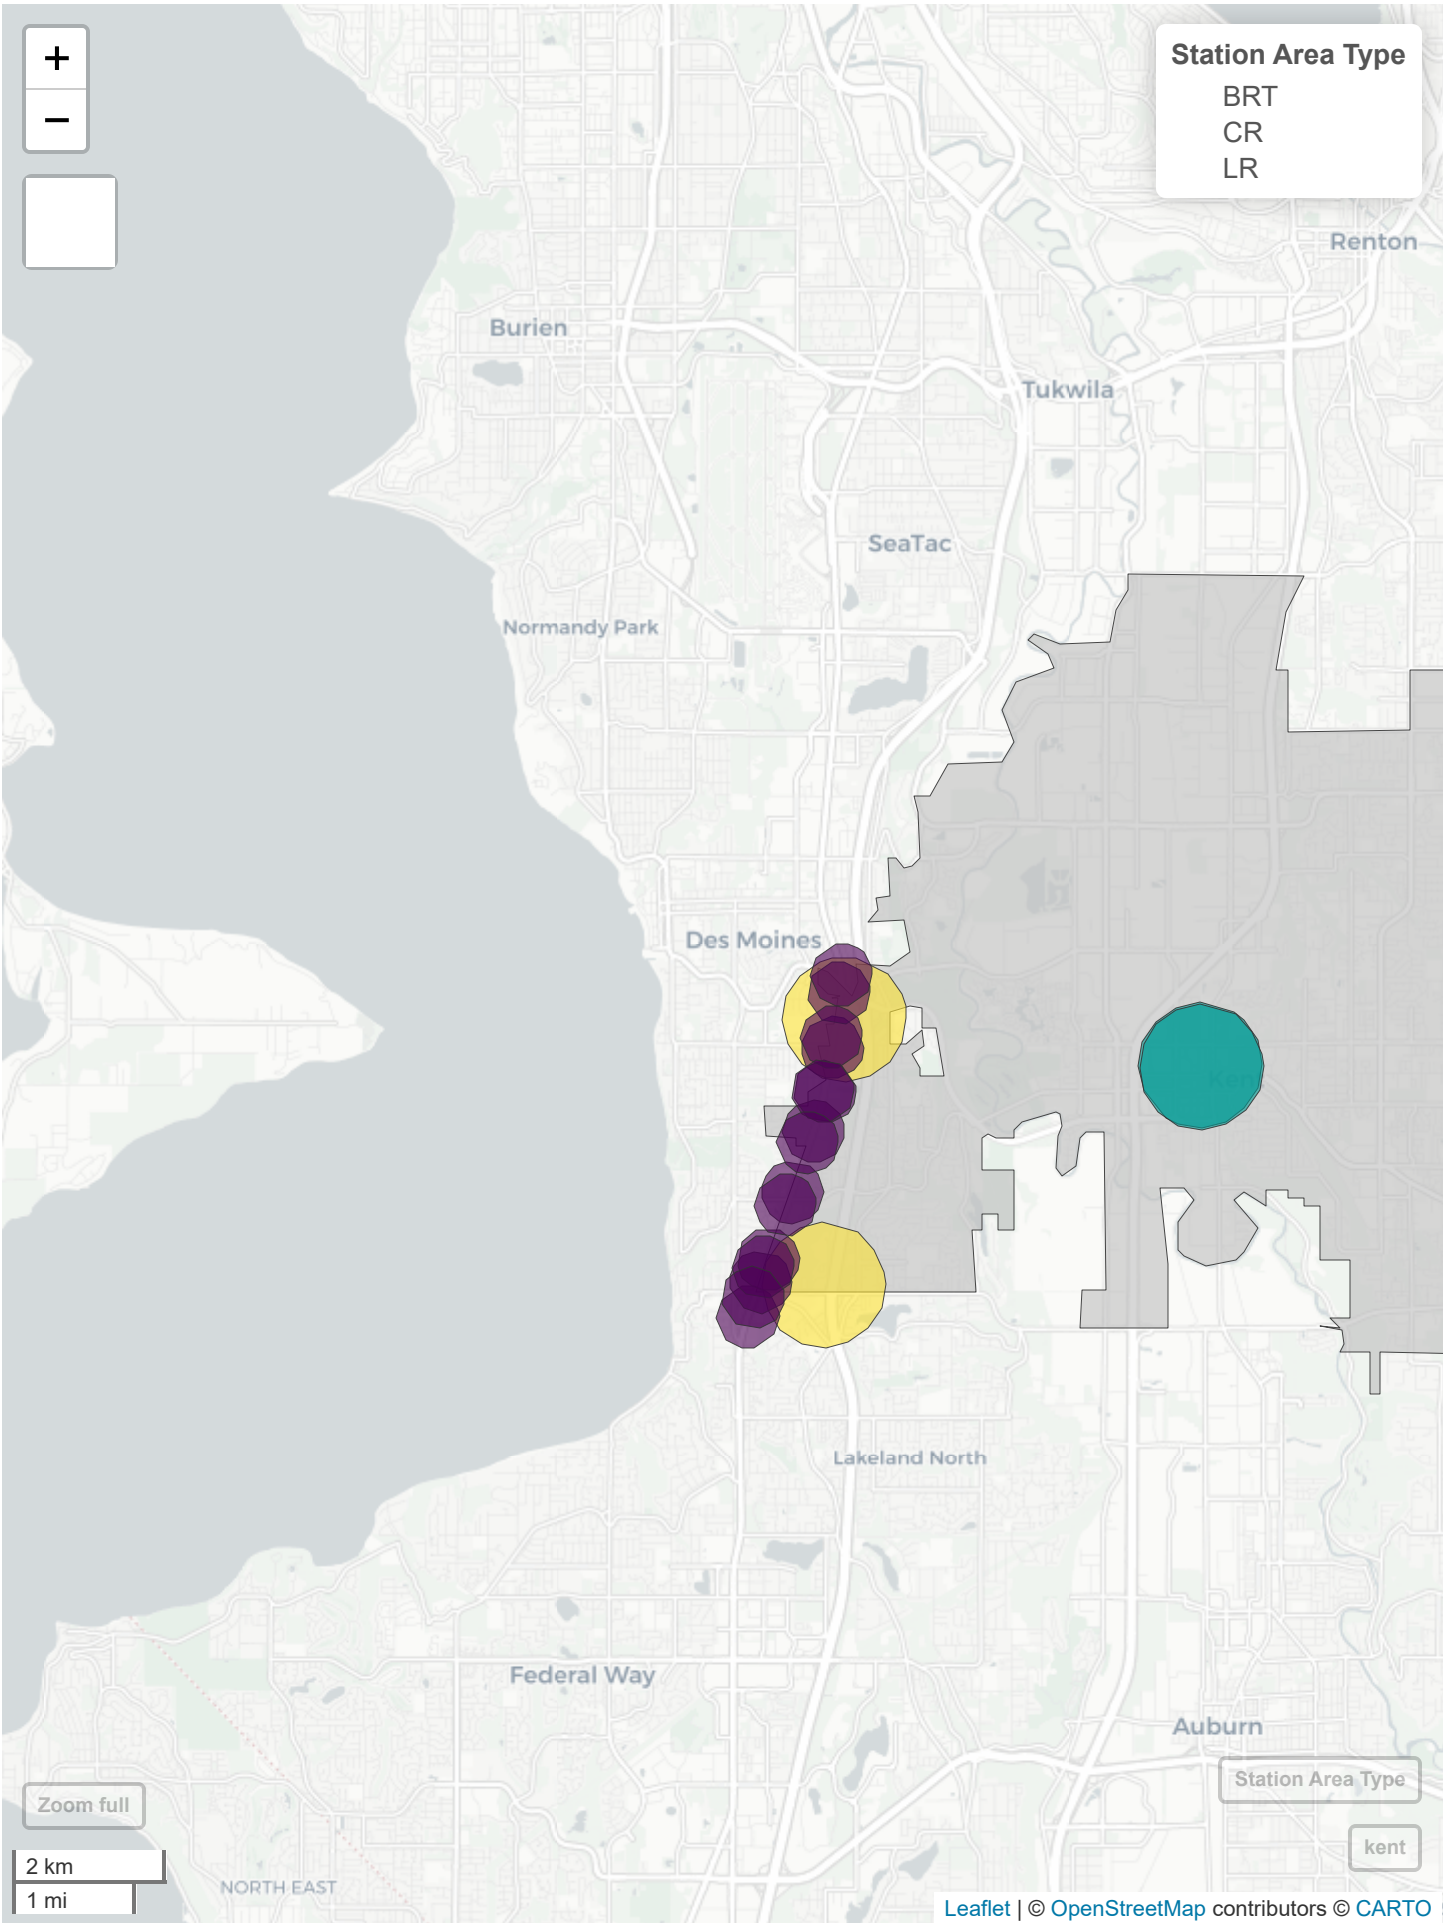 +
−
Station Area Type
BRT
CR
LR
Renton
Burien
Tukwila
SeaTac
Normandy Park
Des Moines
Kent
Lakeland North
Federal Way
Auburn
Station Area Type
Zoom full
kent
2 km
NORTH EAST
1 mi
Leaflet | © OpenStreetMap contributors © CARTO